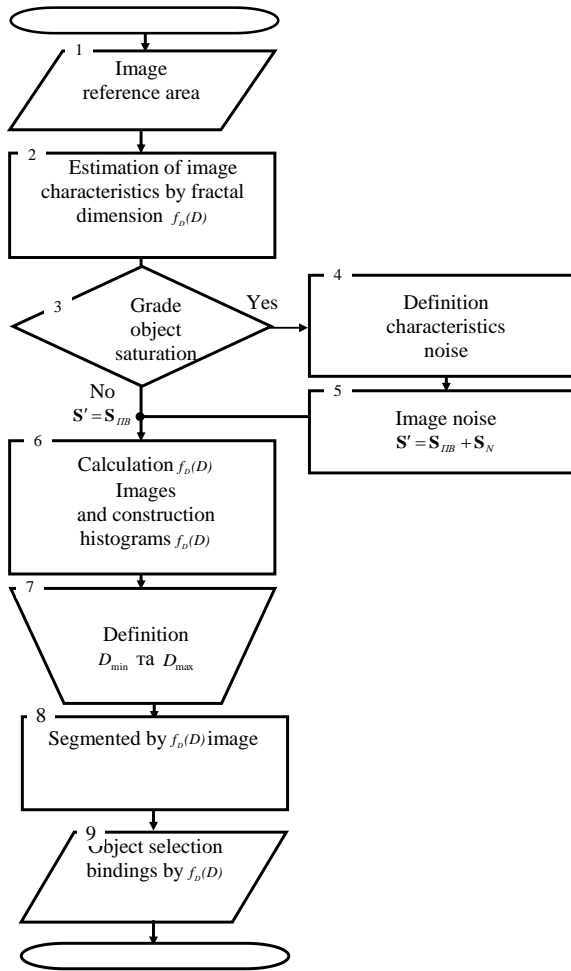 1
Image
reference area
2
Estimation of image
characteristics by fractal
dimension f_D(D)
3
Grade
object
saturation
Yes
4
Definition
characteristics
noise
No
S′ = S_ПВ
5
Image noise
S′ = S_ПВ + S_N
6
Calculation f_D(D)
Images
and construction
histograms f_D(D)
7
Definition
D_min та D_max
8
Segmented by f_D(D) image
9
Object selection
bindings by f_D(D)